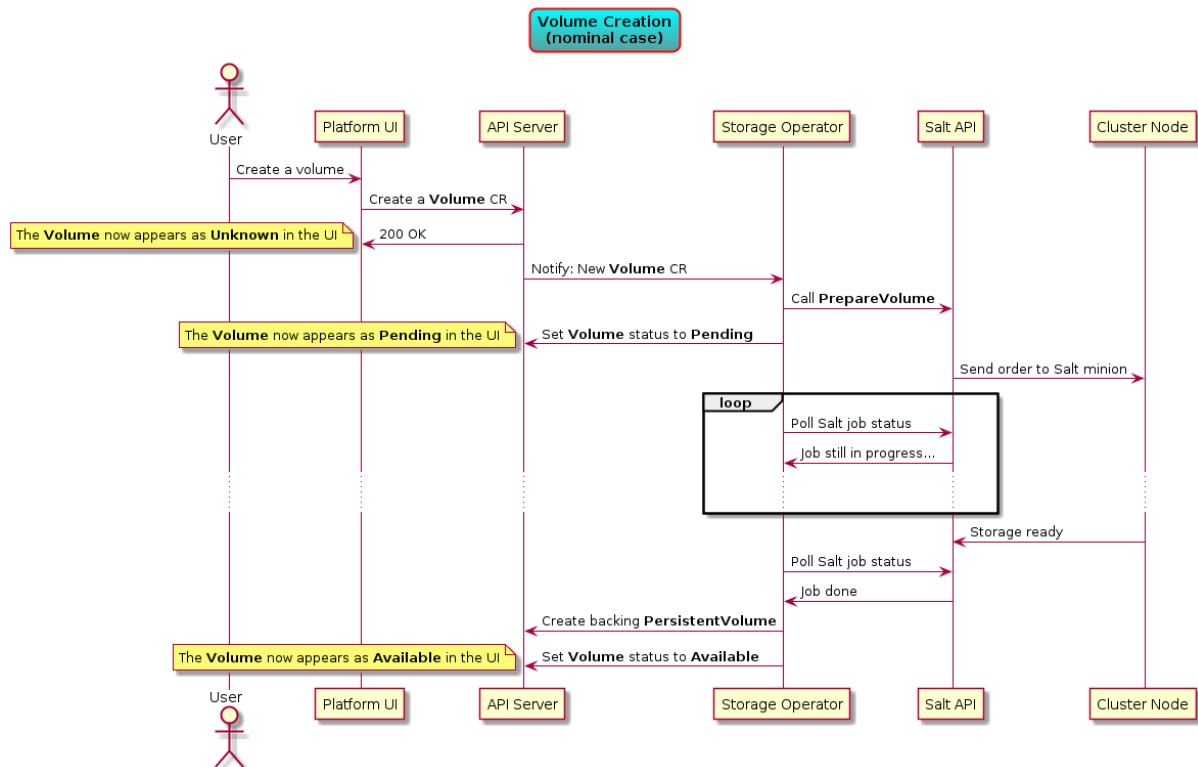 Volume Creation
(nominal case)
User
Platform UI
API Server
Storage Operator
Salt API
Cluster Node
Create a volume
Create a Volume CR
The Volume now appears as Unknown in the UI
200 OK
Notify: New Volume CR
Call PrepareVolume
The Volume now appears as Pending in the UI
Set Volume status to Pending
Send order to Salt minion
loop
Poll Salt job status
Job still in progress...
Storage ready
Poll Salt job status
Job done
Create backing PersistentVolume
The Volume now appears as Available in the UI
Set Volume status to Available
User
Platform UI
API Server
Storage Operator
Salt API
Cluster Node